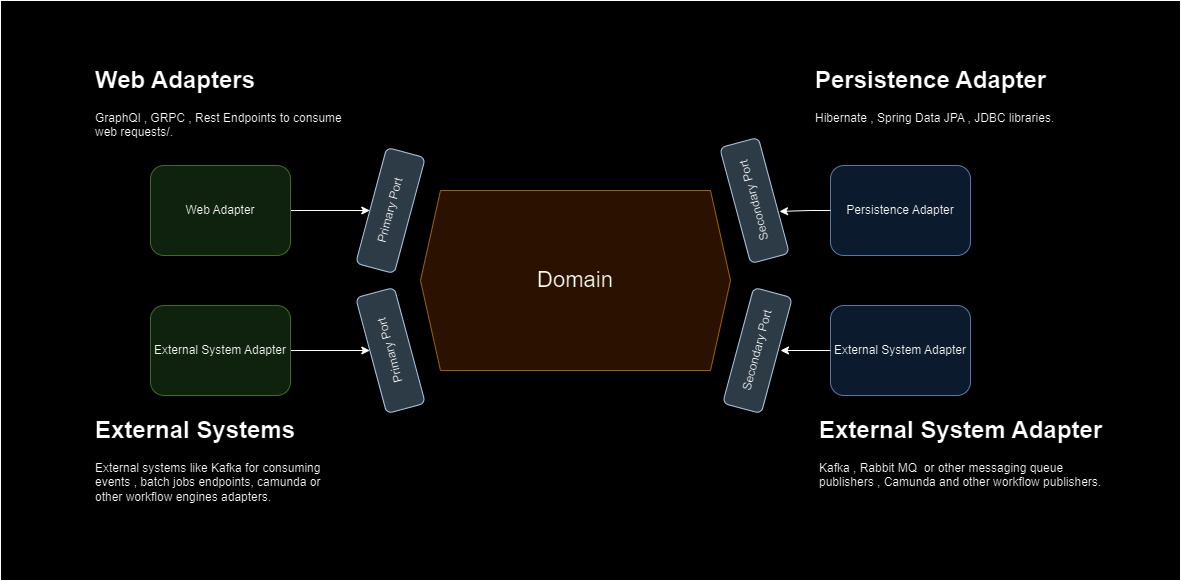 Web Adapters
GraphQl , GRPC , Rest Endpoints to consume
web requests/.
Web Adapter
Primary Port
External System Adapter
Primary Port
External Systems
External systems like Kafka for consuming
events , batch jobs endpoints, camunda or
other workflow engines adapters.
Domain
Persistence Adapter
Hibernate , Spring Data JPA , JDBC libraries.
Secondary Port
Persistence Adapter
Secondary Port
External System Adapter
External System Adapter
Kafka , Rabbit MQ  or other messaging queue
publishers , Camunda and other workflow publishers.